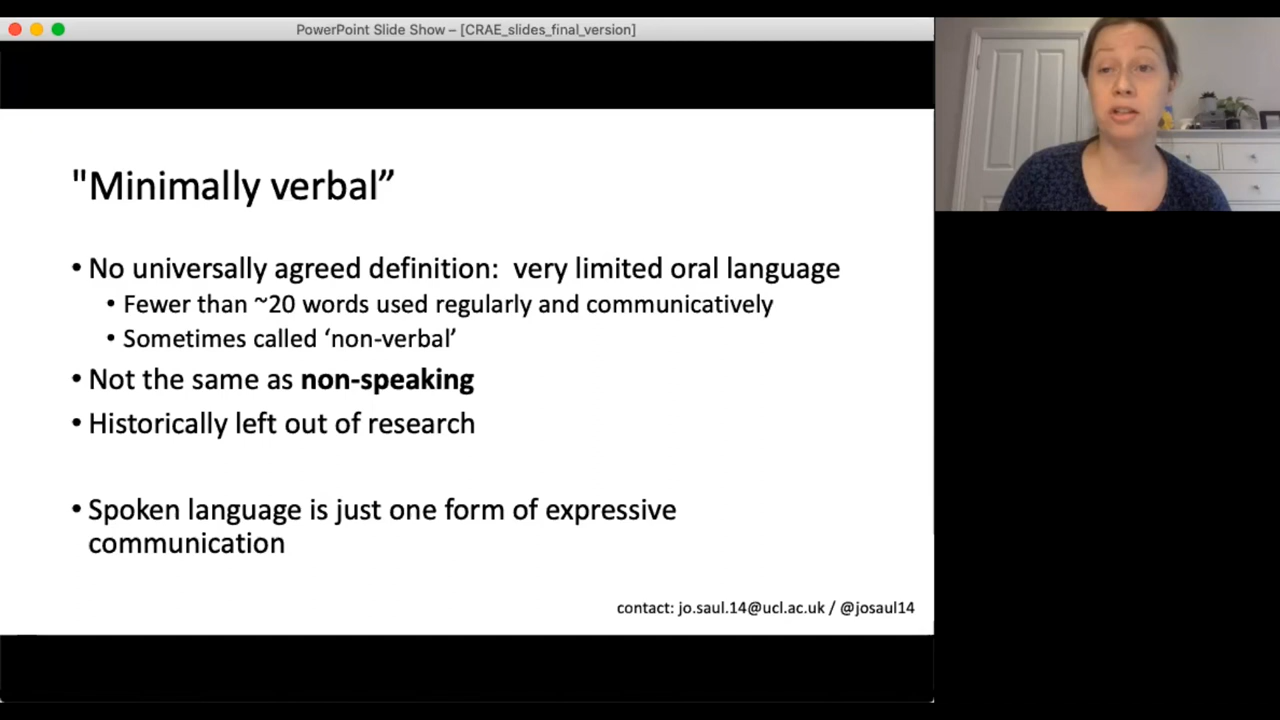 PowerPoint Slide Show – [CRAE_slides_final_version]
"Minimally verbal”
• No universally agreed definition:  very limited oral language
• Fewer than ~20 words used regularly and communicatively
• Sometimes called ‘non-verbal’
• Not the same as non-speaking
• Historically left out of research
• Spoken language is just one form of expressive
communication
contact: jo.saul.14@ucl.ac.uk / @josaul14